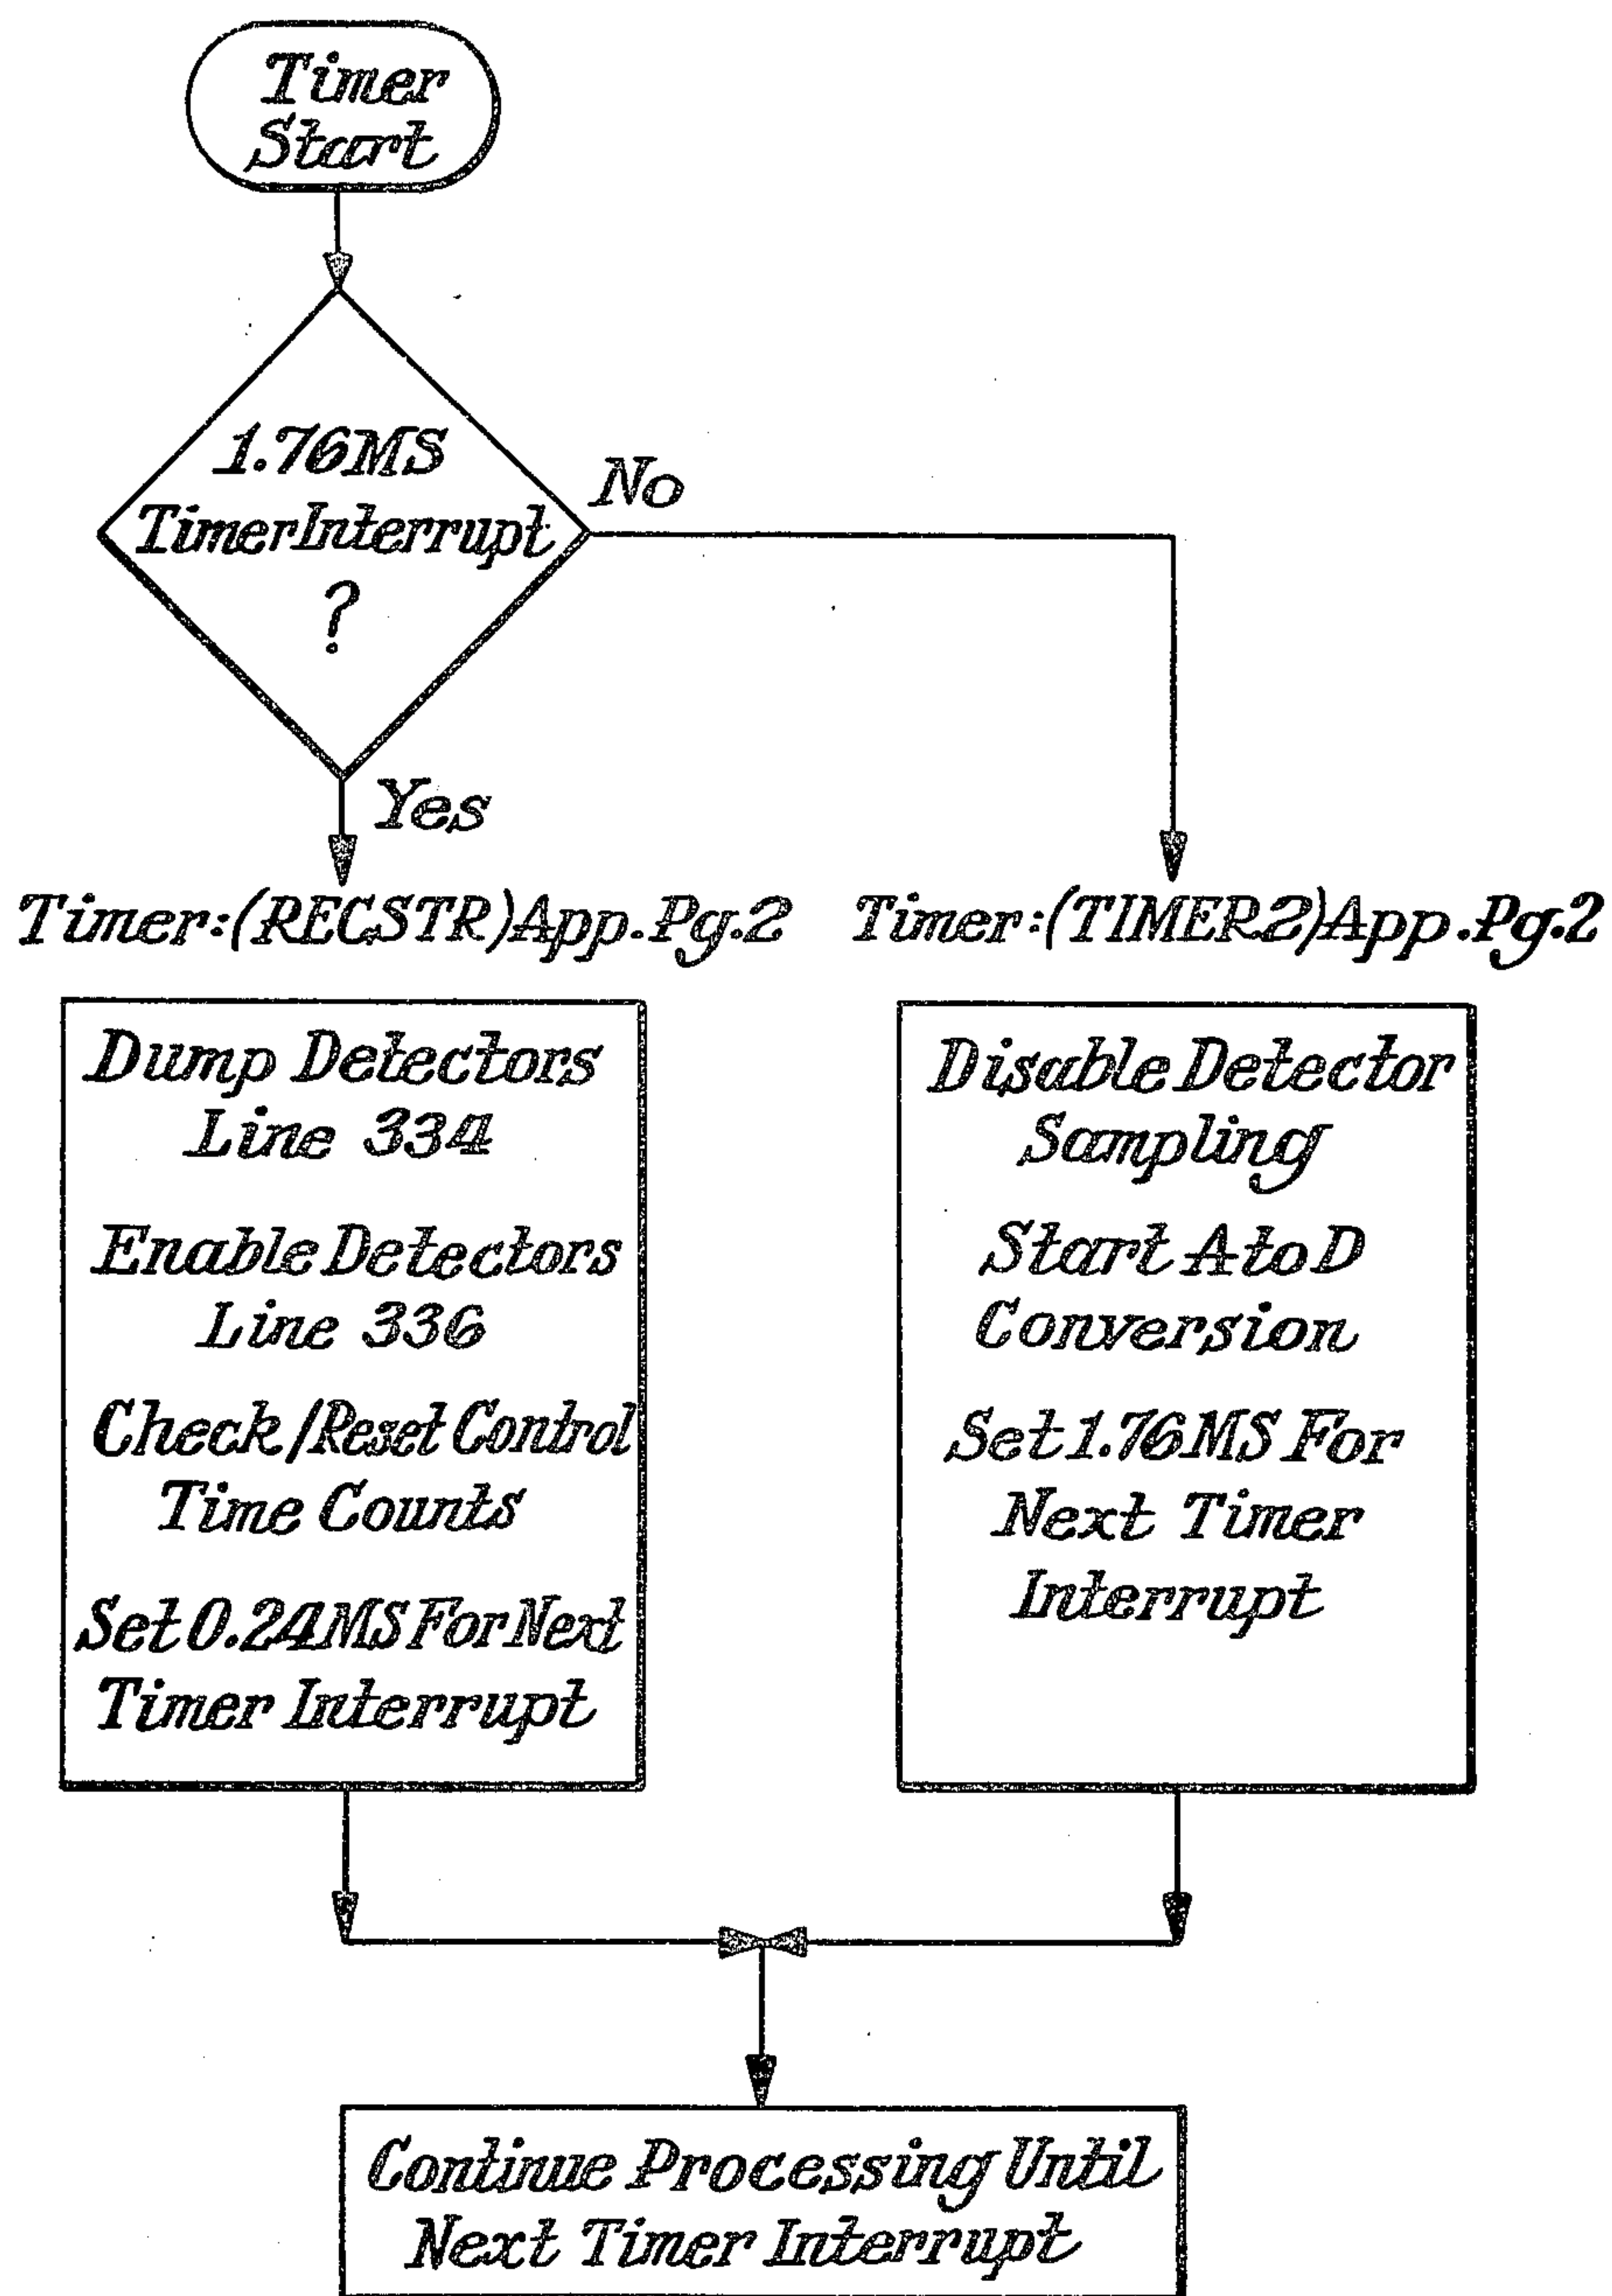 Timer
Start
1.76MS
Timer Interrupt
?
No
Yes
Timer:(RECSTR)App.Pg.2
Timer:(TIMER2)App.Pg.2
Dump Detectors
Line 334
Enable Detectors
Line 336
Check/Reset Control
Time Counts
Set 0.24MS For Next
Timer Interrupt
Disable Detector
Sampling
Start A to D
Conversion
Set 1.76MS For
Next Timer
Interrupt
Continue Processing Until
Next Timer Interrupt